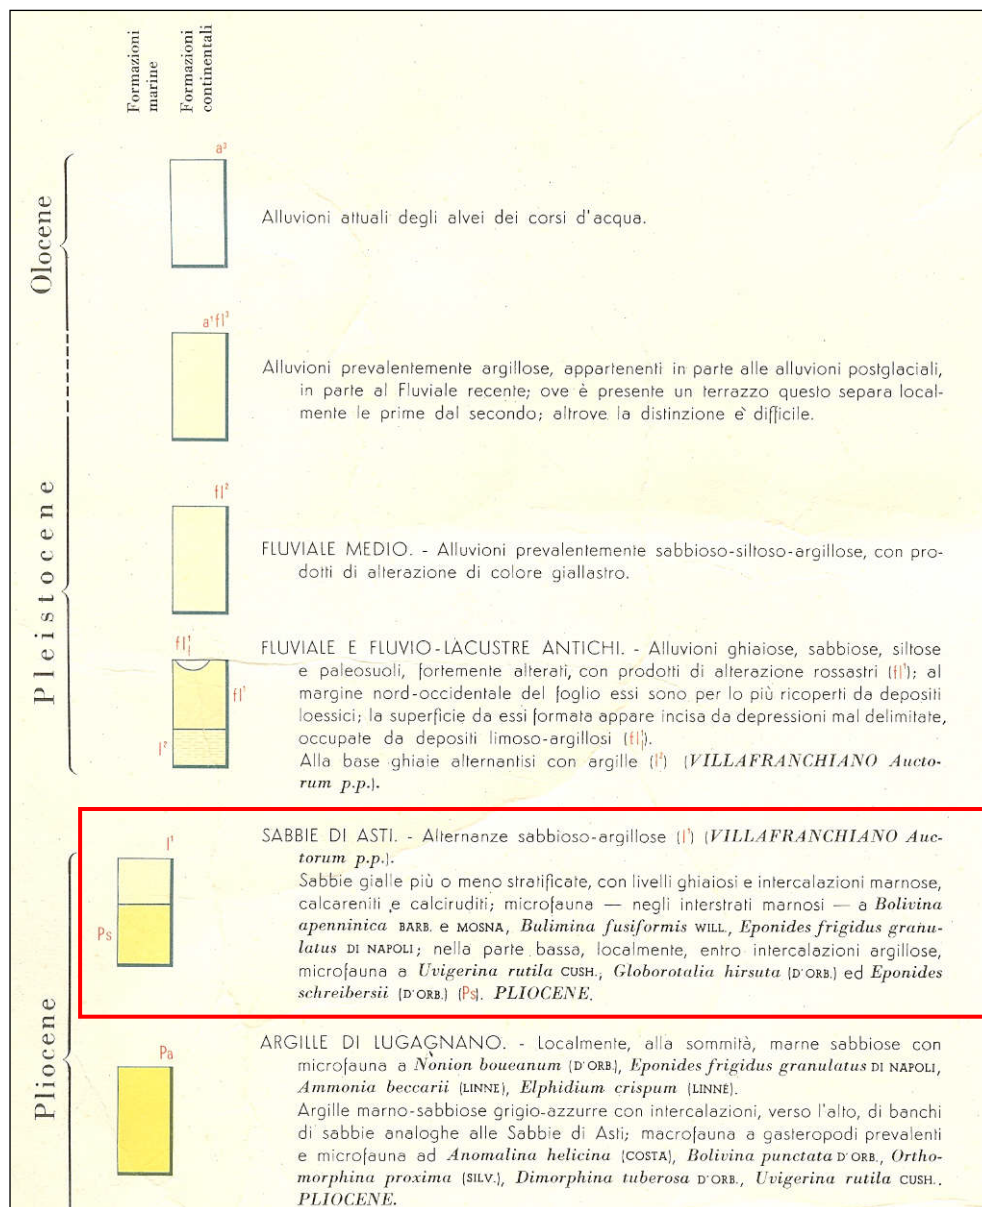 Formazioni
marine
Formazioni
continentali
Olocene
a²
Alluvioni attuali degli alvei dei corsi d'acqua.
Pleistocene
a¹fl³
Alluvioni prevalentemente argillose, appartenenti in parte alle alluvioni postglaciali,
in parte al Fluviale recente; ove è presente un terrazzo questo separa local-
mente le prime dal secondo; altrove la distinzione è difficile.
fl²
FLUVIALE MEDIO. - Alluvioni prevalentemente sabbioso-siltoso-argillose, con pro-
dotti di alterazione di colore giallastro.
fl¹₁
fl¹
l²
FLUVIALE E FLUVIO-LACUSTRE ANTICHI. - Alluvioni ghiaiose, sabbiose, siltose
e paleosuoli, fortemente alterati, con prodotti di alterazione rossastri (fl¹); al
margine nord-occidentale del foglio essi sono per lo più ricoperti da depositi
loessici; la superficie da essi formata appare incisa da depressioni mal delimitate,
occupate da depositi limoso-argillosi (fl¹₁).
Alla base ghiaie alternantisi con argille (l²) (VILLAFRANCHIANO Aucto-
rum p.p.).
Pliocene
l¹
Ps
SABBIE DI ASTI. - Alternanze sabbioso-argillose (l¹) (VILLAFRANCHIANO Auc-
torum p.p.).
Sabbie gialle più o meno stratificate, con livelli ghiaiosi e intercalazioni marnose,
calcareniti e calciruditi; microfauna — negli interstrati marnosi — a Bolivina
apenninica BARB. e MOSNA, Bulimina fusiformis WILL., Eponides frigidus granu-
latus DI NAPOLI; nella parte bassa, localmente, entro intercalazioni argillose,
microfauna a Uvigerina rutila CUSH., Globorotalia hirsuta (D'ORB.) ed Eponides
schreibersii (D'ORB.) (Ps). PLIOCENE.
Pa
ARGILLE DI LUGAGNANO. - Localmente, alla sommità, marne sabbiose con
microfauna a Nonion boueanum (D'ORB.), Eponides frigidus granulatus DI NAPOLI,
Ammonia beccarii (LINNE), Elphidium crispum (LINNÉ).
Argille marno-sabbiose grigio-azzurre con intercalazioni, verso l'alto, di banchi
di sabbie analoghe alle Sabbie di Asti; macrofauna a gasteropodi prevalenti
e microfauna ad Anomalina helicina (COSTA), Bolivina punctata D'ORB., Ortho-
morphina proxima (SILV.), Dimorphina tuberosa D'ORB., Uvigerina rutila CUSH..
PLIOCENE.